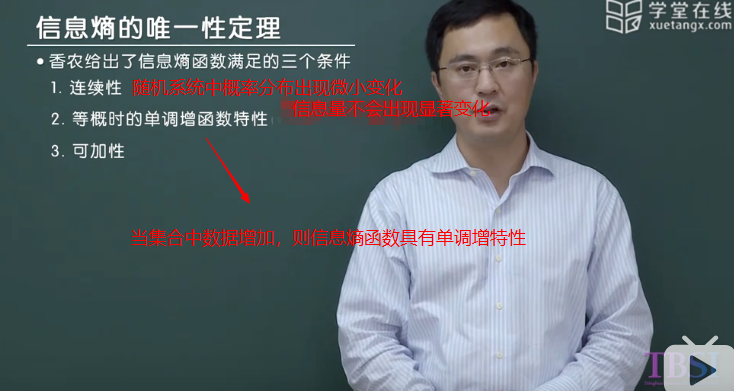 信息熵的唯一性定理
学堂在线
xuetangx.com
●香农给出了信息熵函数满足的三个条件
1. 连续性 随机系统中概率分布出现微小变化
信息量不会出现显著变化
2. 等概时的单调增函数特性
3. 可加性
当集合中数据增加，则信息熵函数具有单调增特性
TBSI